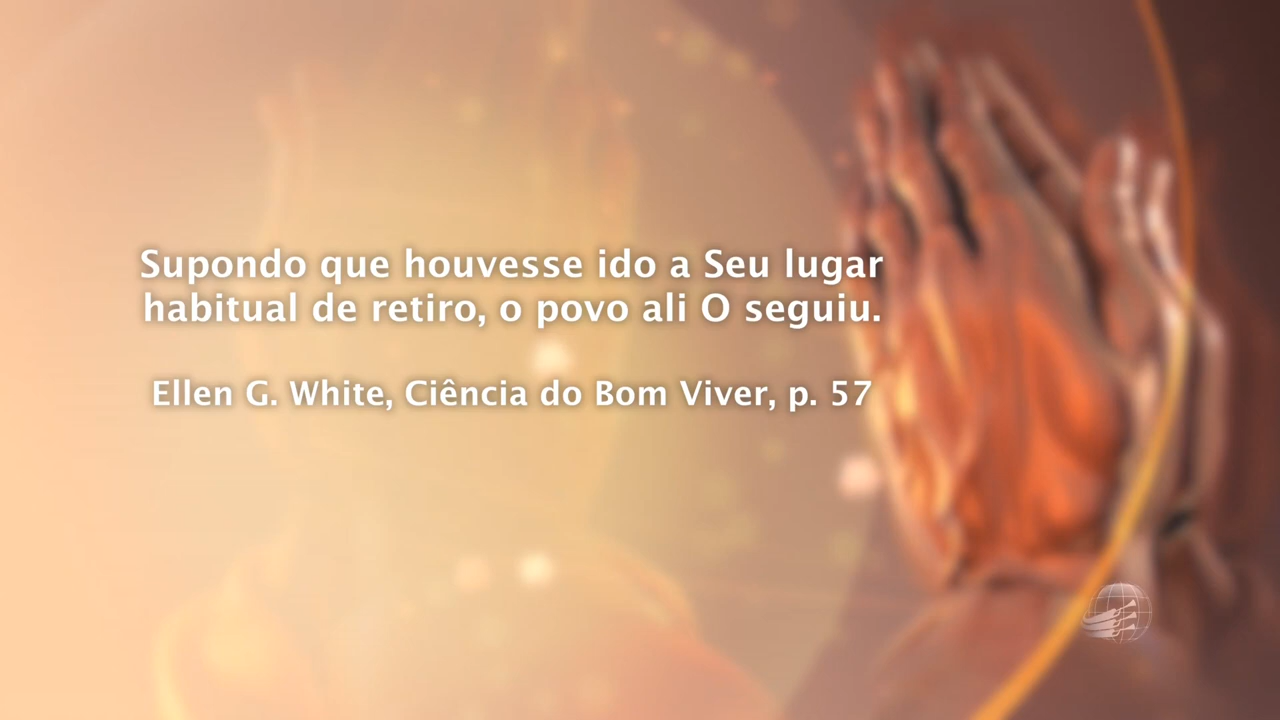 Supondo que houvesse ido a Seu lugar
habitual de retiro, o povo ali O seguiu.
Ellen G. White, Ciência do Bom Viver, p. 57